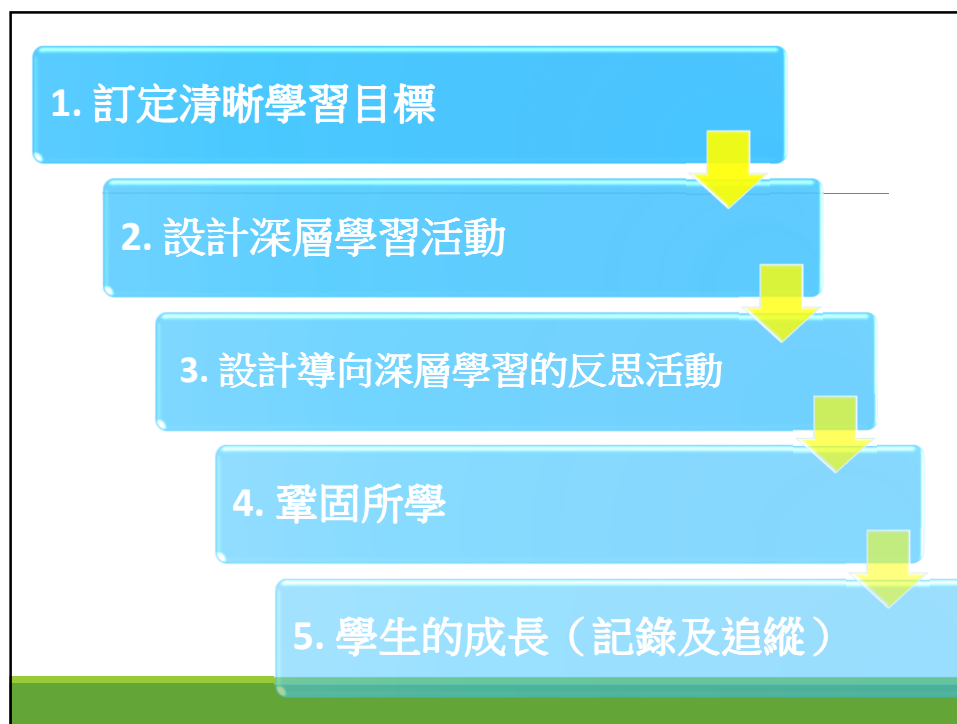 1. 訂定清晰學習目標
2. 設計深層學習活動
3. 設計導向深層學習的反思活動
4. 鞏固所學
5. 學生的成長（記錄及追縱）